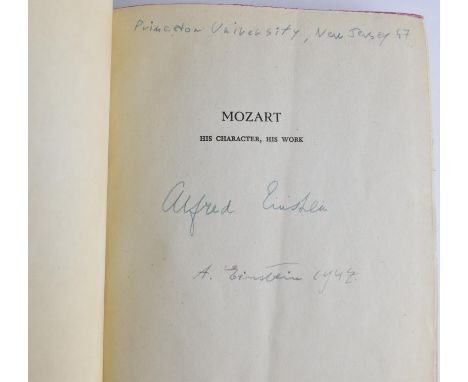 Princeton University, New Jersey 47
MOZART
HIS CHARACTER, HIS WORK
Alfred Einstein
A. Einstein 1947.